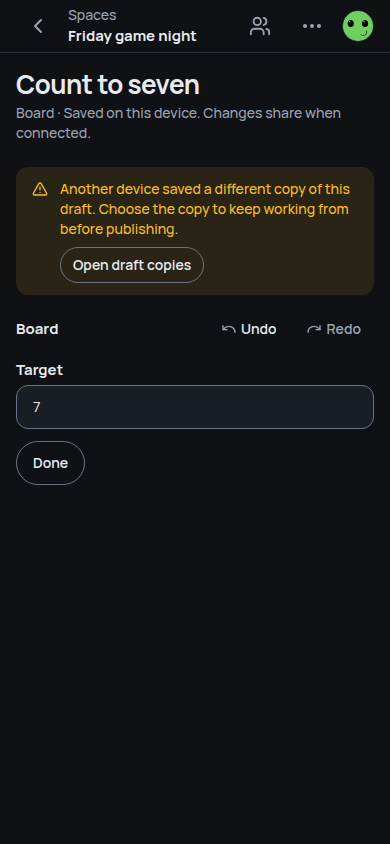 Spaces
Friday game night
Count to seven
Board · Saved on this device. Changes share when
connected.
Another device saved a different copy of this
draft. Choose the copy to keep working from
before publishing.
Open draft copies
Board
Undo
Redo
Target
7
Done